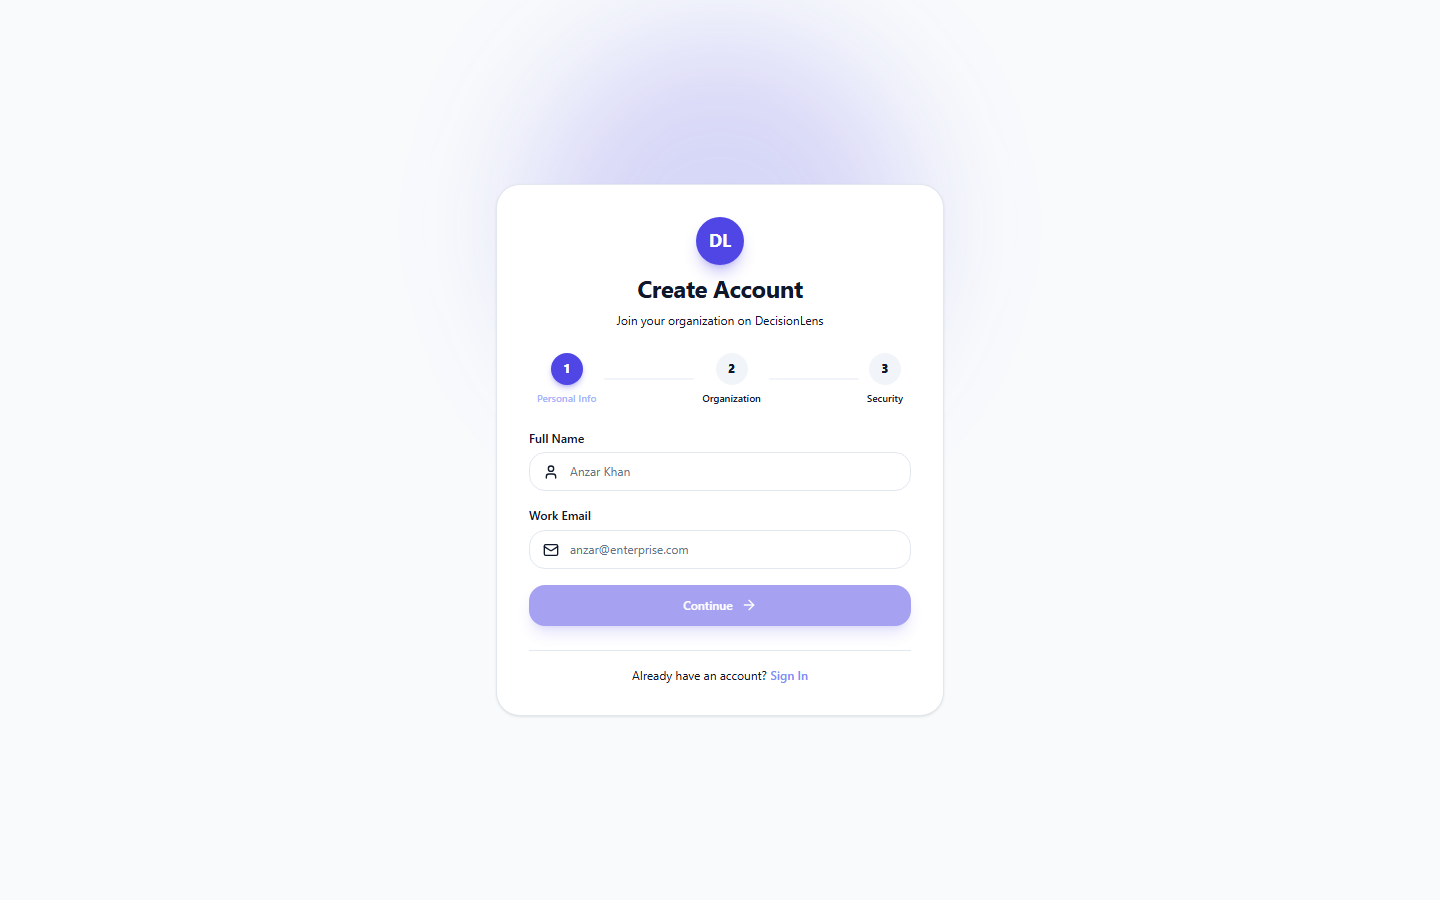 DL
Create Account
Join your organization on DecisionLens
1 2 3
Personal Info Organization Security
Full Name
Anzar Khan
Work Email
anzar@enterprise.com
Continue
Already have an account? Sign In